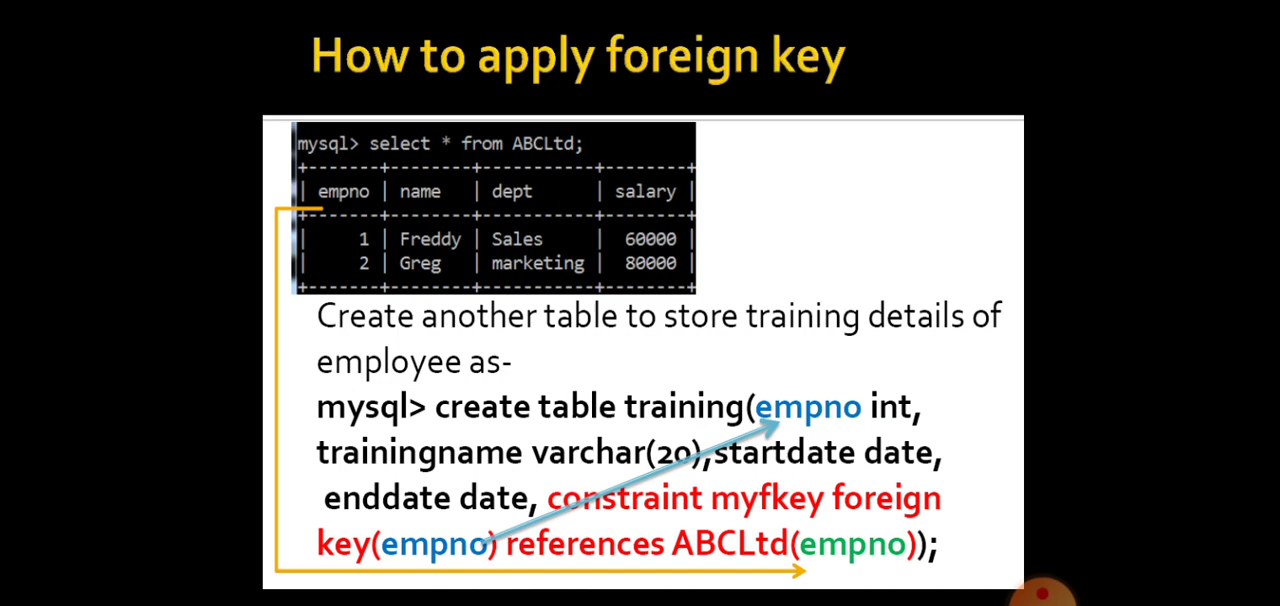 How to apply foreign key
mysql> select * from ABCLtd;
+-------+--------+-----------+--------+
| empno | name | dept | salary |
+-------+--------+-----------+--------+
| 1 | Freddy | Sales | 60000 |
| 2 | Greg | marketing | 80000 |
+-------+--------+-----------+--------+
Create another table to store training details of
employee as-
mysql> create table training(empno int,
trainingname varchar(20),startdate date,
enddate date, constraint myfkey foreign
key(empno) references ABCLtd(empno));